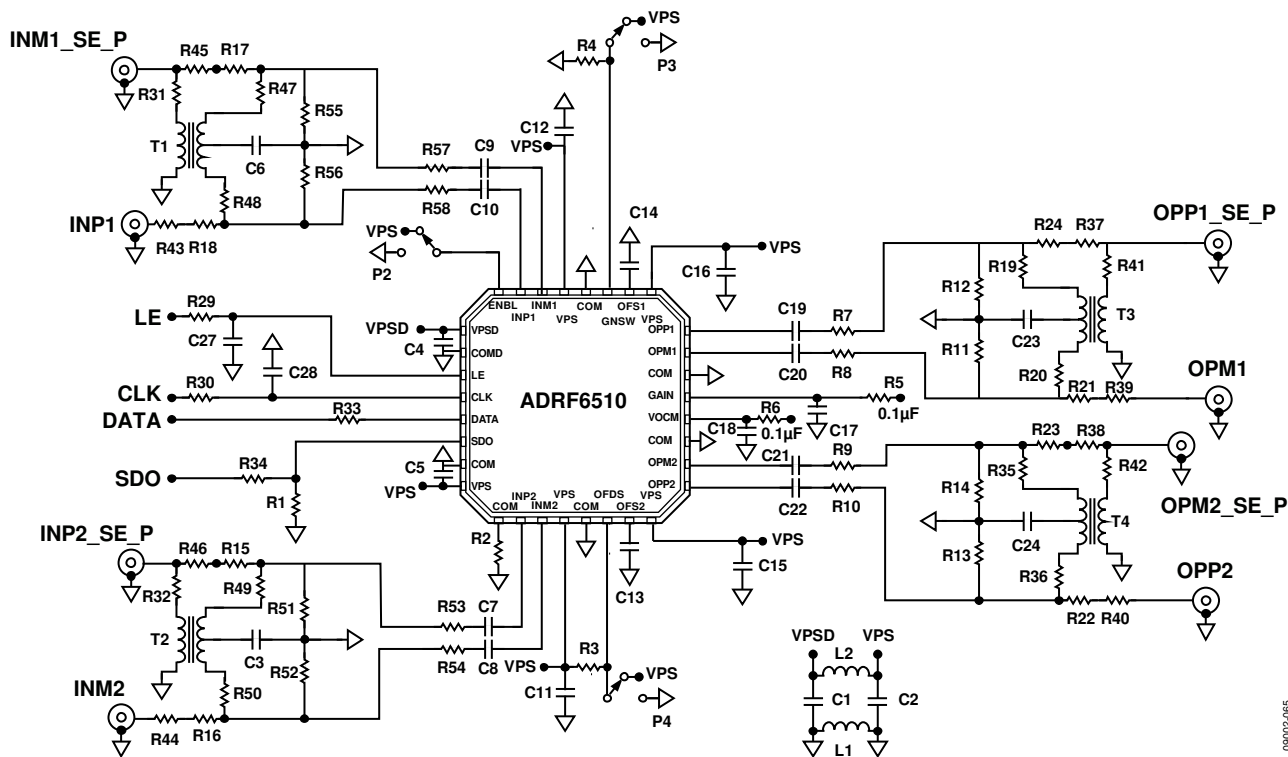 VPS
R4
P3
INM1_SE_P
R45 R17
R31
R47
R55
T1
C6
R56
R48
INP1
R43 R18
C12
VPS
R57 C9
R58 C10
VPS
P2
C14
C16
VPS
LE
R29
C27
C28
CLK
R30
DATA
R33
SDO
R34
R1
VPSD
C4
C5
VPS
ENBL
INP1
INM1
VPS
COM
GNSW
OFS1
VPS
VPSD
COMD
LE
CLK
DATA
SDO
COM
VPS
ADRF6510
OPP1
OPM1
COM
GAIN
VOCM
COM
OPM2
OPP2
COM
INP2
INM2
VPS
COM
OFDS
OFS2
VPS
C19 R7
C20 R8
R5
0.1µF
C17
R6
0.1µF
C18
C21 R9
C22 R10
OPP1_SE_P
R24 R37
R19
R41
R12
C23
T3
R11
R20
R21 R39
OPM1
R23 R38
R35
R42
R14
OPM2_SE_P
C24
T4
R13
R36
OPP2
R22 R40
INP2_SE_P
R46 R15
R32
R49
R51
T2
C3
R52
R50
INM2
R44 R16
R2
R53 C7
R54 C8
VPS
C11
R3
VPS
P4
C13
C15
VPS
VPSD VPS
L2
C1 C2
L1
09002-065